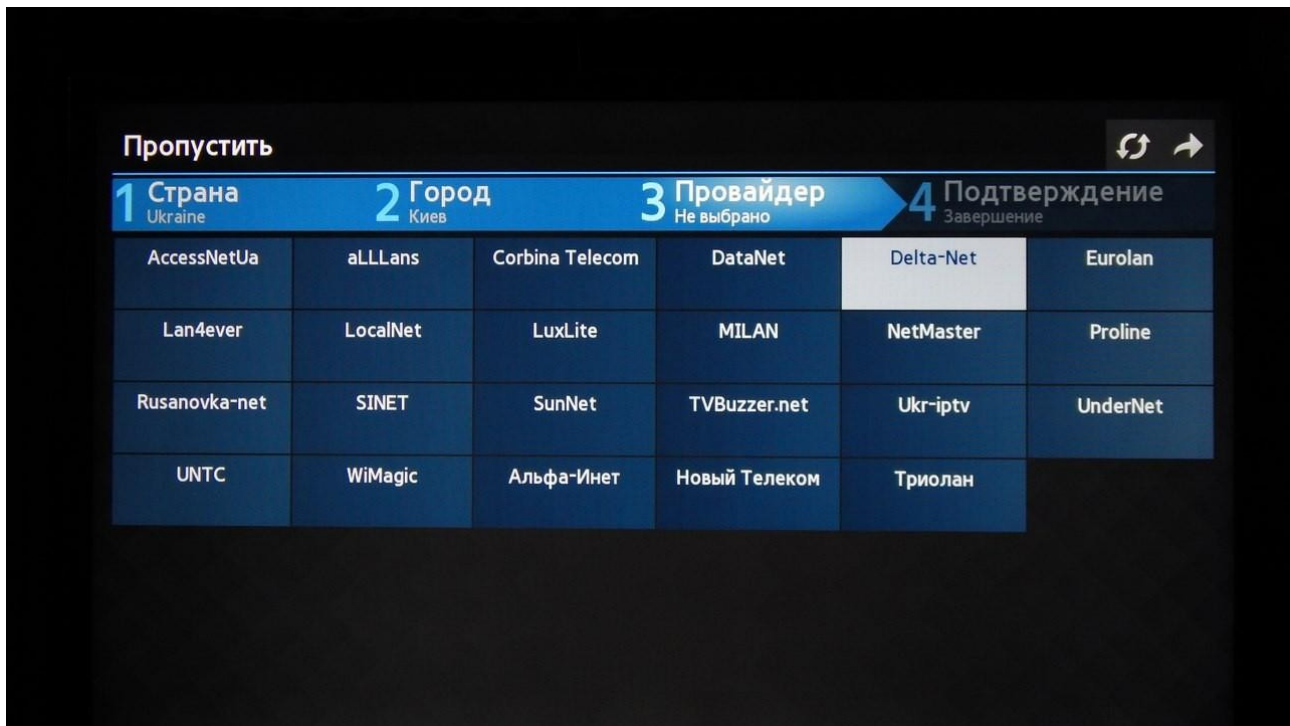 Пропустить
1 Страна 2 Город 3 Провайдер 4 Подтверждение
Ukraine Киев Не выбрано Завершение
AccessNetUa aLLLans Corbina Telecom DataNet Delta-Net Eurolan
Lan4ever LocalNet LuxLite MILAN NetMaster Proline
Rusanovka-net SINET SunNet TVBuzzer.net Ukr-iptv UnderNet
UNTC WiMagic Альфа-Инет Новый Телеком Триолан